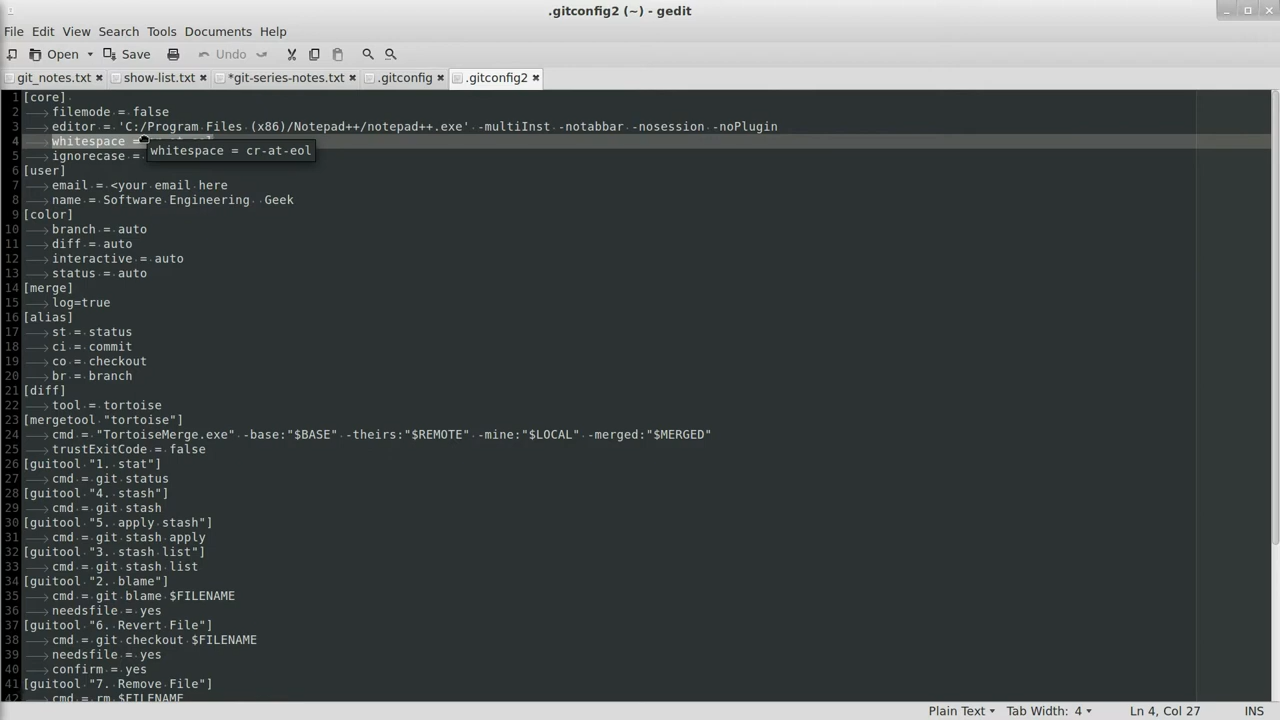 .gitconfig2 (~) - gedit
File Edit View Search Tools Documents Help
Open Save Undo
git_notes.txt show-list.txt *git-series-notes.txt .gitconfig .gitconfig2
1 [core]
2 filemode = false
3 editor = 'C:/Program Files (x86)/Notepad++/notepad++.exe' -multiInst -notabbar -nosession -noPlugin
4 whitespace =
whitespace = cr-at-eol
5 ignorecase =
6 [user]
7 email = <your email here
8 name = Software Engineering  Geek
9 [color]
10 branch = auto
11 diff = auto
12 interactive = auto
13 status = auto
14 [merge]
15 log=true
16 [alias]
17 st = status
18 ci = commit
19 co = checkout
20 br = branch
21 [diff]
22 tool = tortoise
23 [mergetool "tortoise"]
24 cmd = "TortoiseMerge.exe" -base:"$BASE" -theirs:"$REMOTE" -mine:"$LOCAL" -merged:"$MERGED"
25 trustExitCode = false
26 [guitool "1. stat"]
27 cmd = git status
28 [guitool "4. stash"]
29 cmd = git stash
30 [guitool "5. apply stash"]
31 cmd = git stash apply
32 [guitool "3. stash list"]
33 cmd = git stash list
34 [guitool "2. blame"]
35 cmd = git blame $FILENAME
36 needsfile = yes
37 [guitool "6. Revert File"]
38 cmd = git checkout $FILENAME
39 needsfile = yes
40 confirm = yes
41 [guitool "7. Remove File"]
42 cmd = rm $FILENAME
Plain Text Tab Width: 4 Ln 4, Col 27 INS